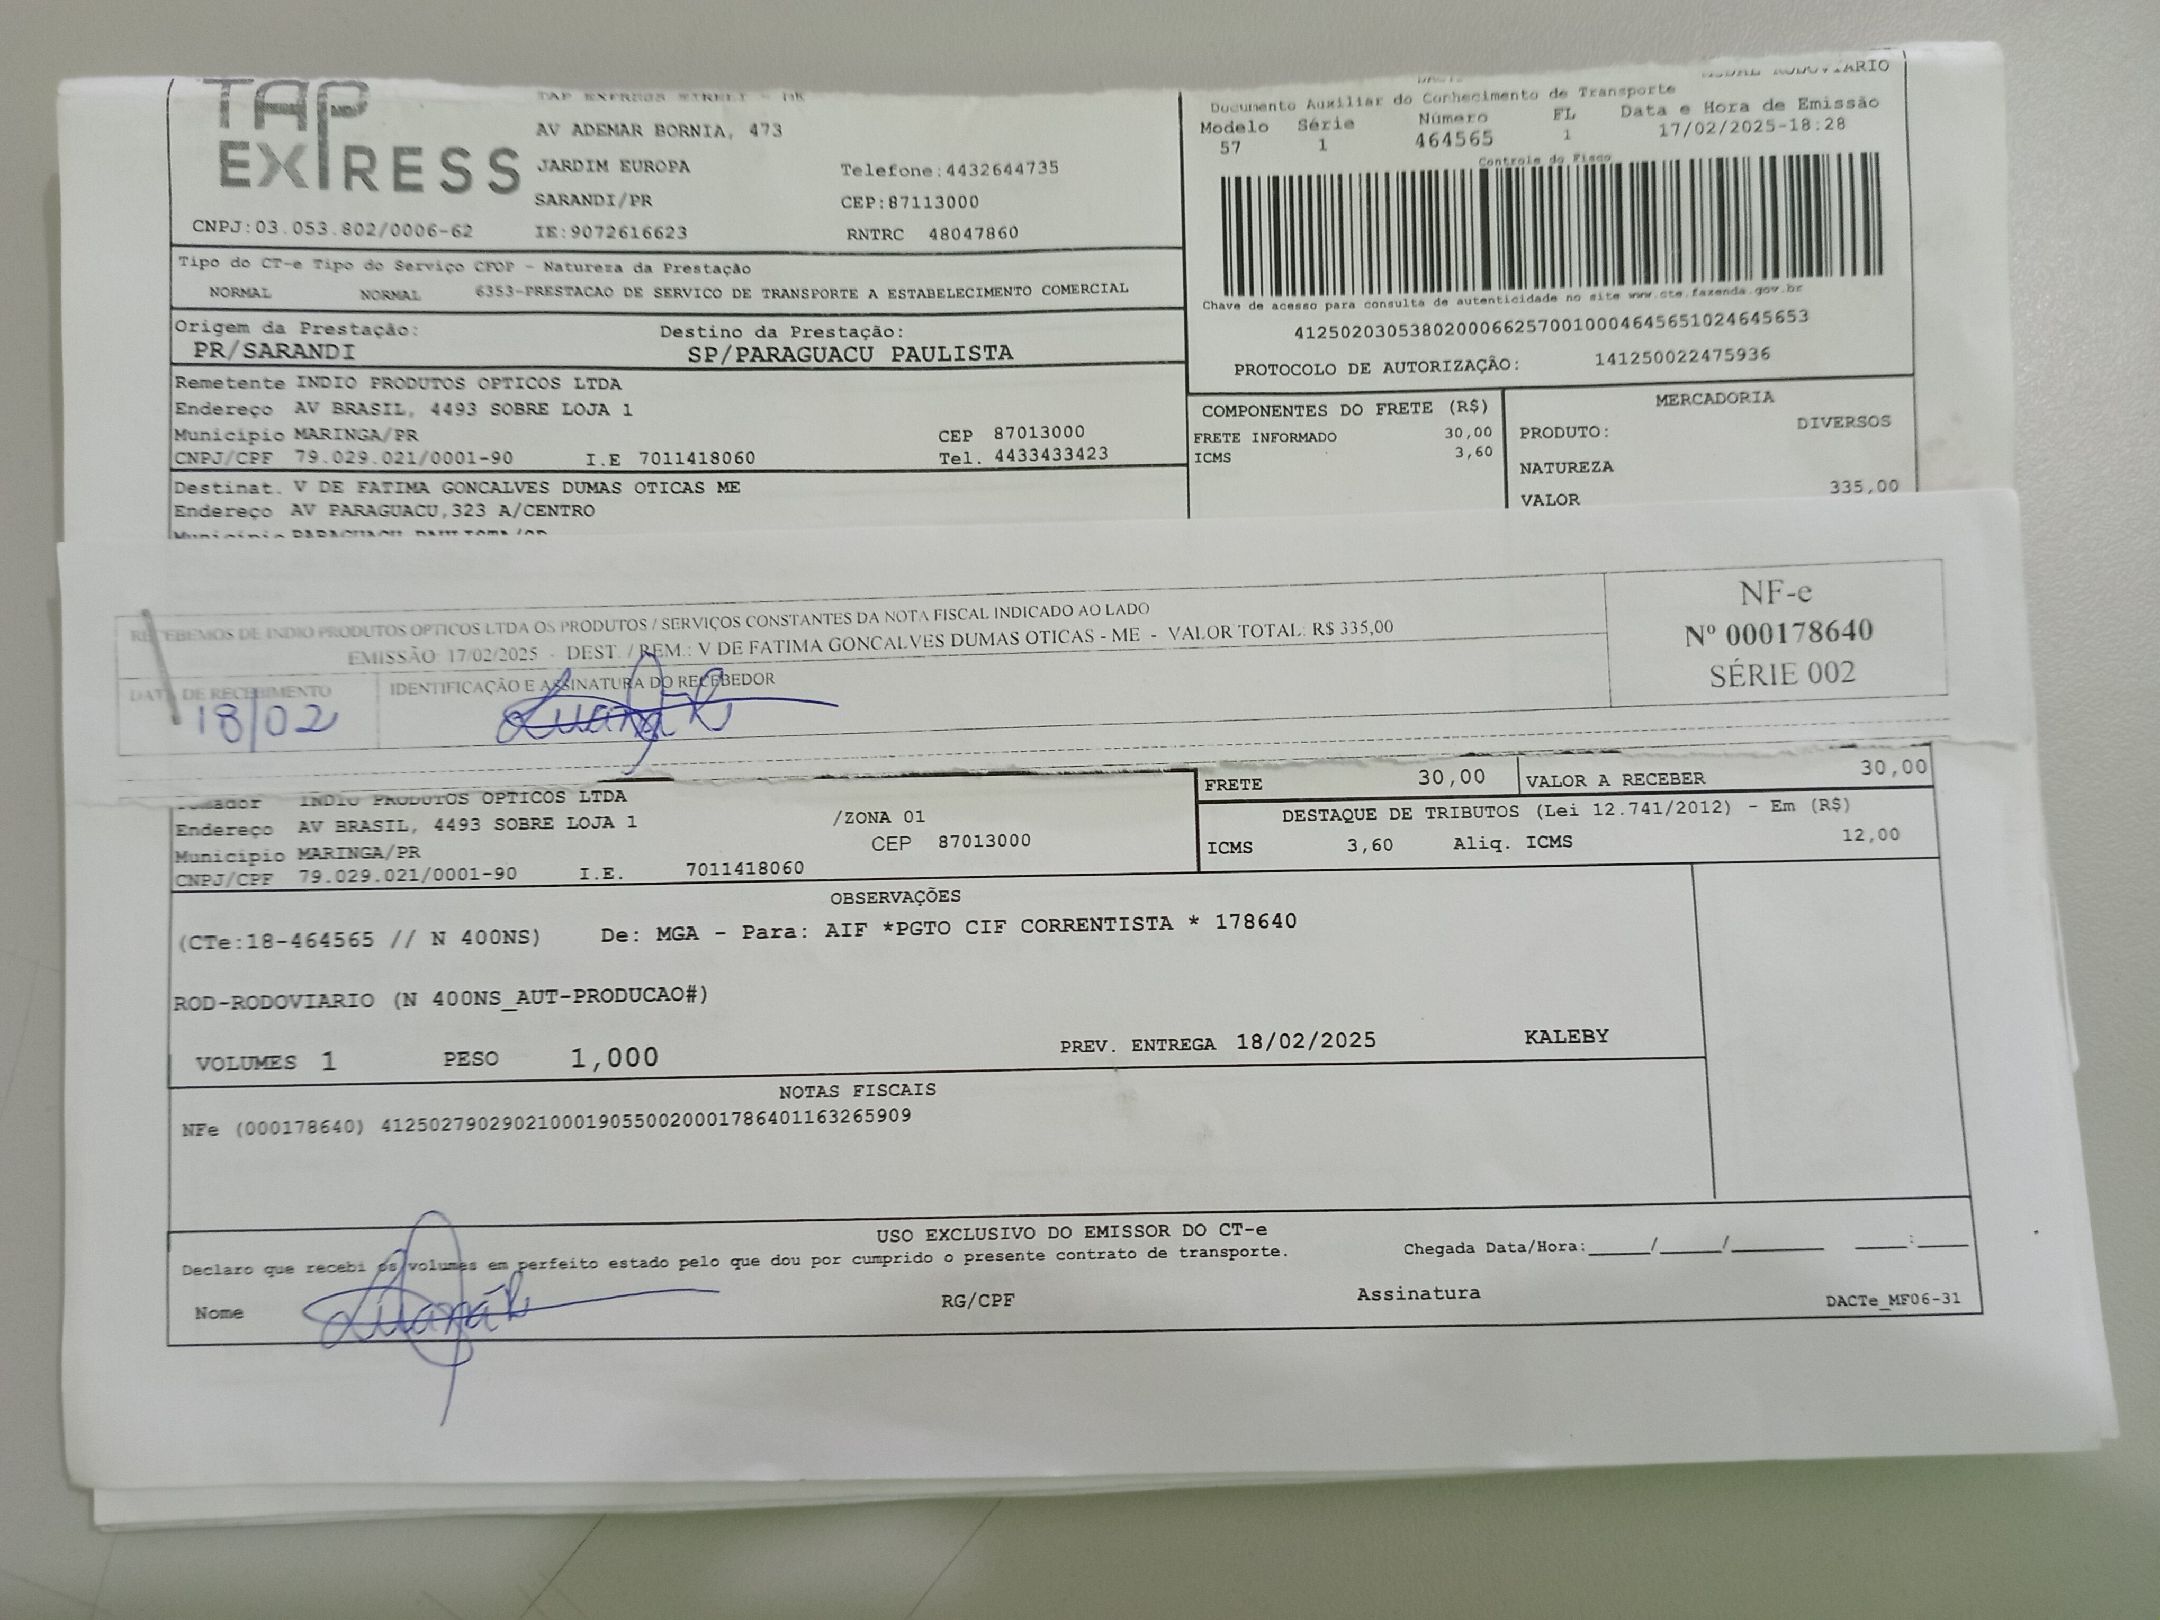 TAP
EXPRESS
AV ADEMAR BORNIA, 473
JARDIM EUROPA Telefone:4432644735
SARANDI/PR CEP:87113000
CNPJ:03.053.802/0006-62 IE:9072616623 RNTRC 48047860
RODOVIARIO
Documento Auxiliar do Conhecimento de Transporte
Modelo Série Número FL Data e Hora de Emissão
57 1 464565 1 17/02/2025-18:28
Controle do Fisco
Chave de acesso para consulta de autenticidade no site www.cte.fazenda.gov.br
41250203053802000662570010004645651024645653
PROTOCOLO DE AUTORIZAÇÃO: 141250022475936
Tipo do CT-e Tipo do Serviço CFOP - Natureza da Prestação
NORMAL NORMAL 6353-PRESTACAO DE SERVICO DE TRANSPORTE A ESTABELECIMENTO COMERCIAL
Origem da Prestação: Destino da Prestação:
PR/SARANDI SP/PARAGUACU PAULISTA
Remetente INDIO PRODUTOS OPTICOS LTDA
Endereço AV BRASIL, 4493 SOBRE LOJA 1
Municipio MARINGA/PR CEP 87013000
CNPJ/CPF 79.029.021/0001-90 I.E 7011418060 Tel. 4433433423
Destinat. V DE FATIMA GONCALVES DUMAS OTICAS ME
Endereço AV PARAGUACU,323 A/CENTRO
Municipio PARAGUACU PAULISTA/SP
COMPONENTES DO FRETE (R$)
FRETE INFORMADO 30,00
ICMS 3,60
MERCADORIA
PRODUTO: DIVERSOS
NATUREZA
VALOR 335,00
RECEBEMOS DE INDIO PRODUTOS OPTICOS LTDA OS PRODUTOS / SERVIÇOS CONSTANTES DA NOTA FISCAL INDICADO AO LADO
EMISSÃO: 17/02/2025 - DEST. / REM.: V DE FATIMA GONCALVES DUMAS OTICAS - ME - VALOR TOTAL: R$ 335,00
DATA DE RECEBIMENTO IDENTIFICAÇÃO E ASSINATURA DO RECEBEDOR
18/02
NF-e
Nº 000178640
SÉRIE 002
Tomador INDIO PRODUTOS OPTICOS LTDA
Endereço AV BRASIL, 4493 SOBRE LOJA 1 /ZONA 01
Municipio MARINGA/PR CEP 87013000
CNPJ/CPF 79.029.021/0001-90 I.E. 7011418060
FRETE 30,00 VALOR A RECEBER 30,00
DESTAQUE DE TRIBUTOS (Lei 12.741/2012) - Em (R$)
ICMS 3,60 Aliq. ICMS 12,00
OBSERVAÇÕES
(CTe:18-464565 // N 400NS) De: MGA - Para: AIF *PGTO CIF CORRENTISTA * 178640
ROD-RODOVIARIO (N 400NS_AUT-PRODUCAO#)
VOLUMES 1 PESO 1,000 PREV. ENTREGA 18/02/2025 KALEBY
NOTAS FISCAIS
NFe (000178640) 41250279029021000190550020001786401163265909
USO EXCLUSIVO DO EMISSOR DO CT-e
Declaro que recebi os volumes em perfeito estado pelo que dou por cumprido o presente contrato de transporte. Chegada Data/Hora:_____/_____/________ ____:____
Nome RG/CPF Assinatura DACTe_MF06-31